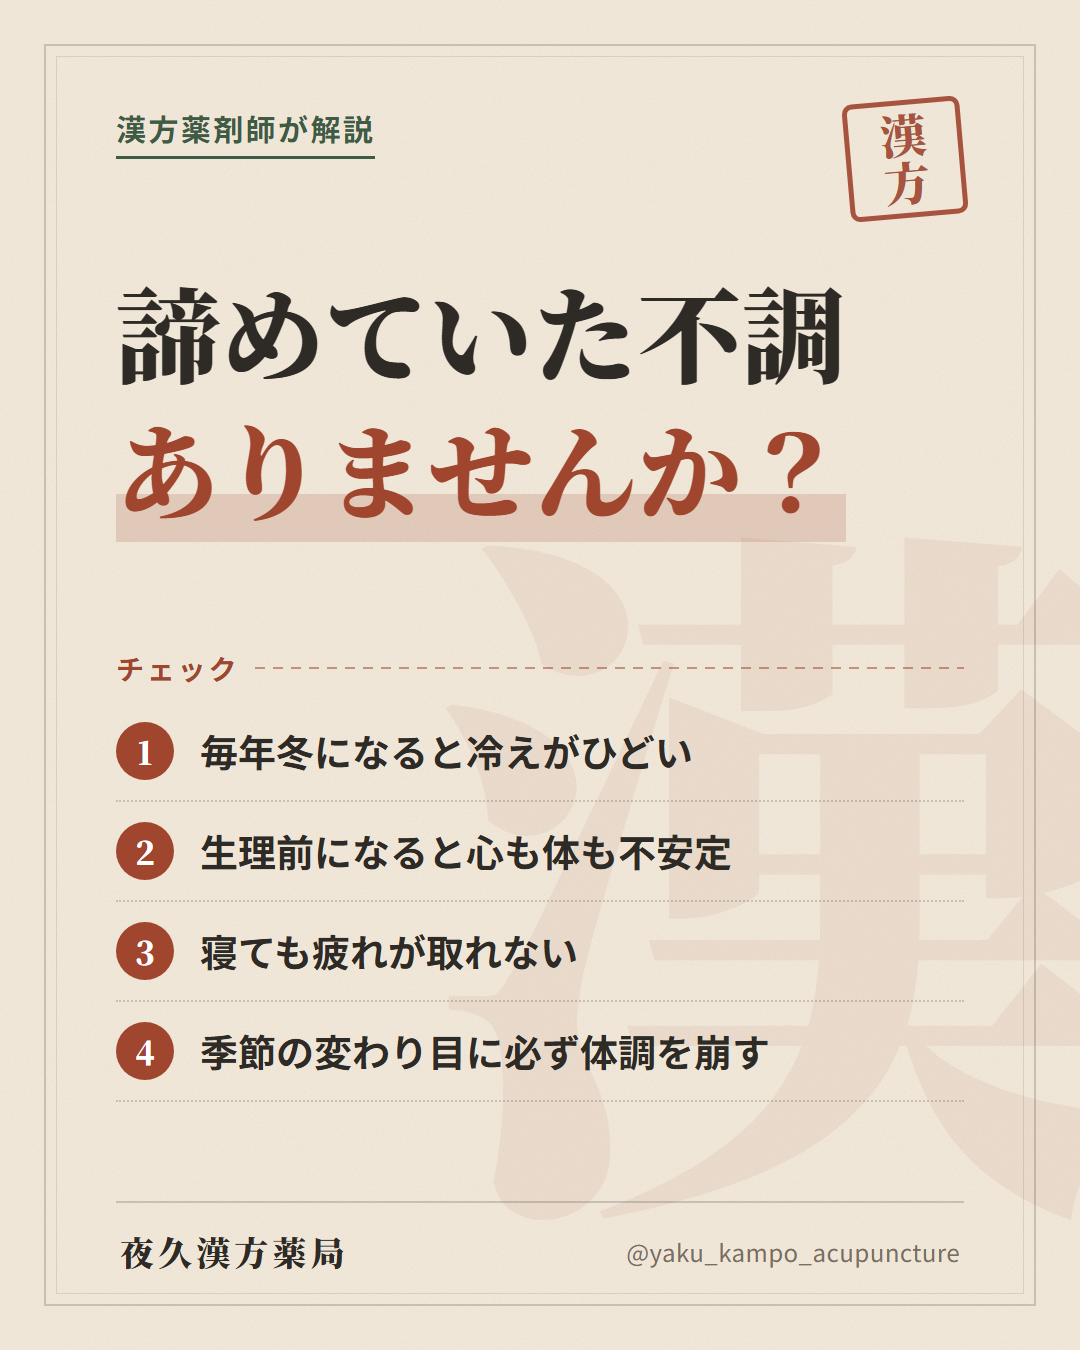 漢方薬剤師が解説
漢方
諦めていた不調
ありませんか？
チェック
1 毎年冬になると冷えがひどい
2 生理前になると心も体も不安定
3 寝ても疲れが取れない
4 季節の変わり目に必ず体調を崩す
漢
夜久漢方薬局
@yaku_kampo_acupuncture